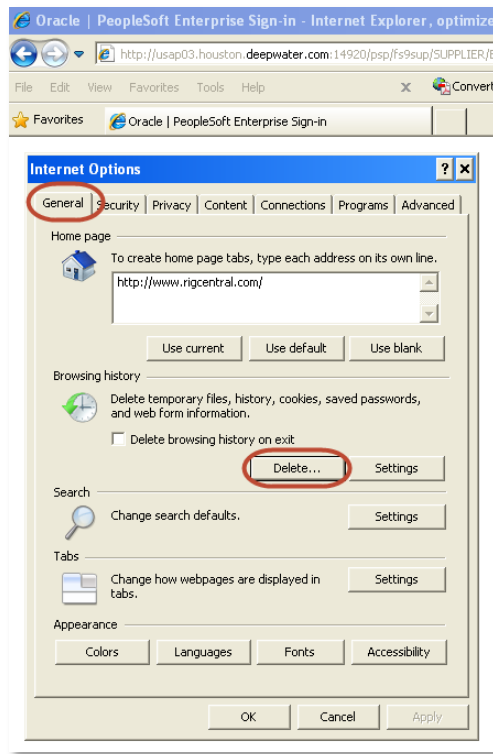 Oracle | PeopleSoft Enterprise Sign-in - Internet Explorer, optimize
http://usap03.houston.deepwater.com:14920/psp/fs9sup/SUPPLIER/E
File Edit View Favorites Tools Help x Convert
Favorites Oracle | PeopleSoft Enterprise Sign-in
Internet Options
General Security Privacy Content Connections Programs Advanced
Home page
To create home page tabs, type each address on its own line.
http://www.rigcentral.com/
Use current Use default Use blank
Browsing history
Delete temporary files, history, cookies, saved passwords,
and web form information.
Delete browsing history on exit
Delete... Settings
Search
Change search defaults. Settings
Tabs
Change how webpages are displayed in Settings
tabs.
Appearance
Colors Languages Fonts Accessibility
OK Cancel Apply